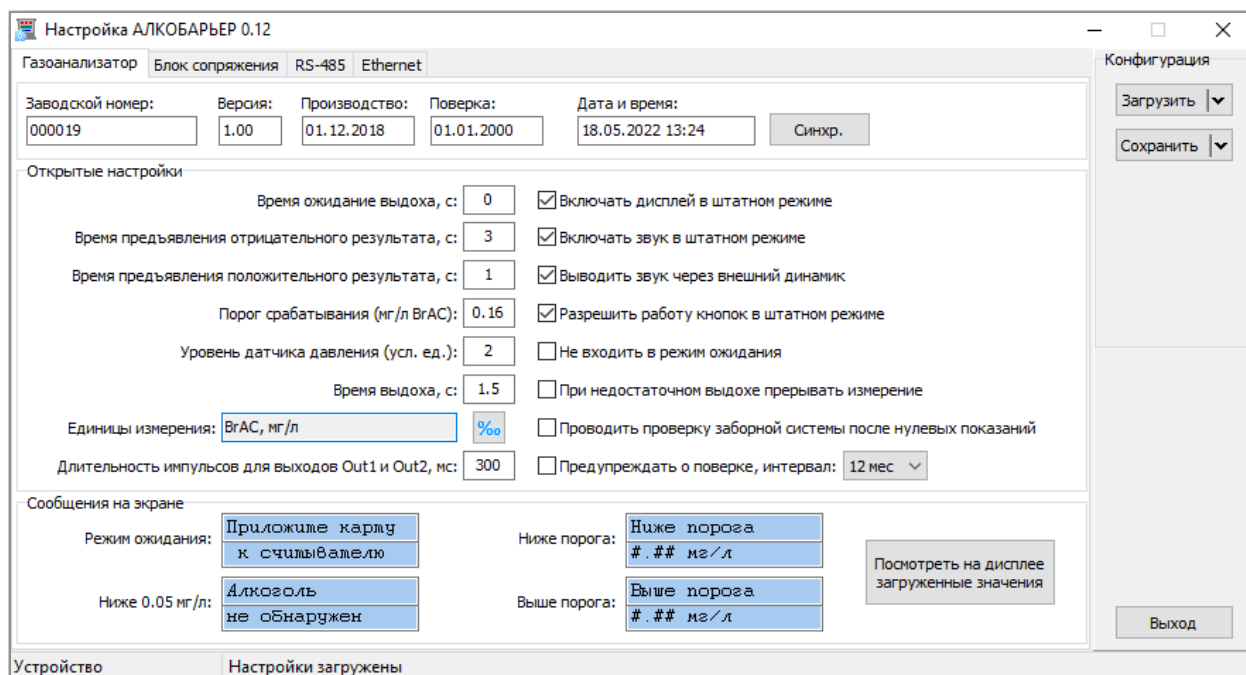 Настройка АЛКОБАРЬЕР 0.12
Газоанализатор Блок сопряжения RS-485 Ethernet
Конфигурация
Загрузить
Сохранить
Заводской номер: Версия: Производство: Поверка: Дата и время:
000019 1.00 01.12.2018 01.01.2000 18.05.2022 13:24 Синхр.
Открытые настройки
Время ожидание выдоха, с: 0 Включать дисплей в штатном режиме
Время предъявления отрицательного результата, с: 3 Включать звук в штатном режиме
Время предъявления положительного результата, с: 1 Выводить звук через внешний динамик
Порог срабатывания (мг/л BrAC): 0.16 Разрешить работу кнопок в штатном режиме
Уровень датчика давления (усл. ед.): 2 Не входить в режим ожидания
Время выдоха, с: 1.5 При недостаточном выдохе прерывать измерение
Единицы измерения: BrAC, мг/л ‰ Проводить проверку заборной системы после нулевых показаний
Длительность импульсов для выходов Out1 и Out2, мс: 300 Предупреждать о поверке, интервал: 12 мес
Сообщения на экране
Режим ожидания: Приложите карту
к считывателю
Ниже порога: Ниже порога
#.## мг/л
Ниже 0.05 мг/л: Алкоголь
не обнаружен
Выше порога: Выше порога
#.## мг/л
Посмотреть на дисплее
загруженные значения
Выход
Устройство Настройки загружены